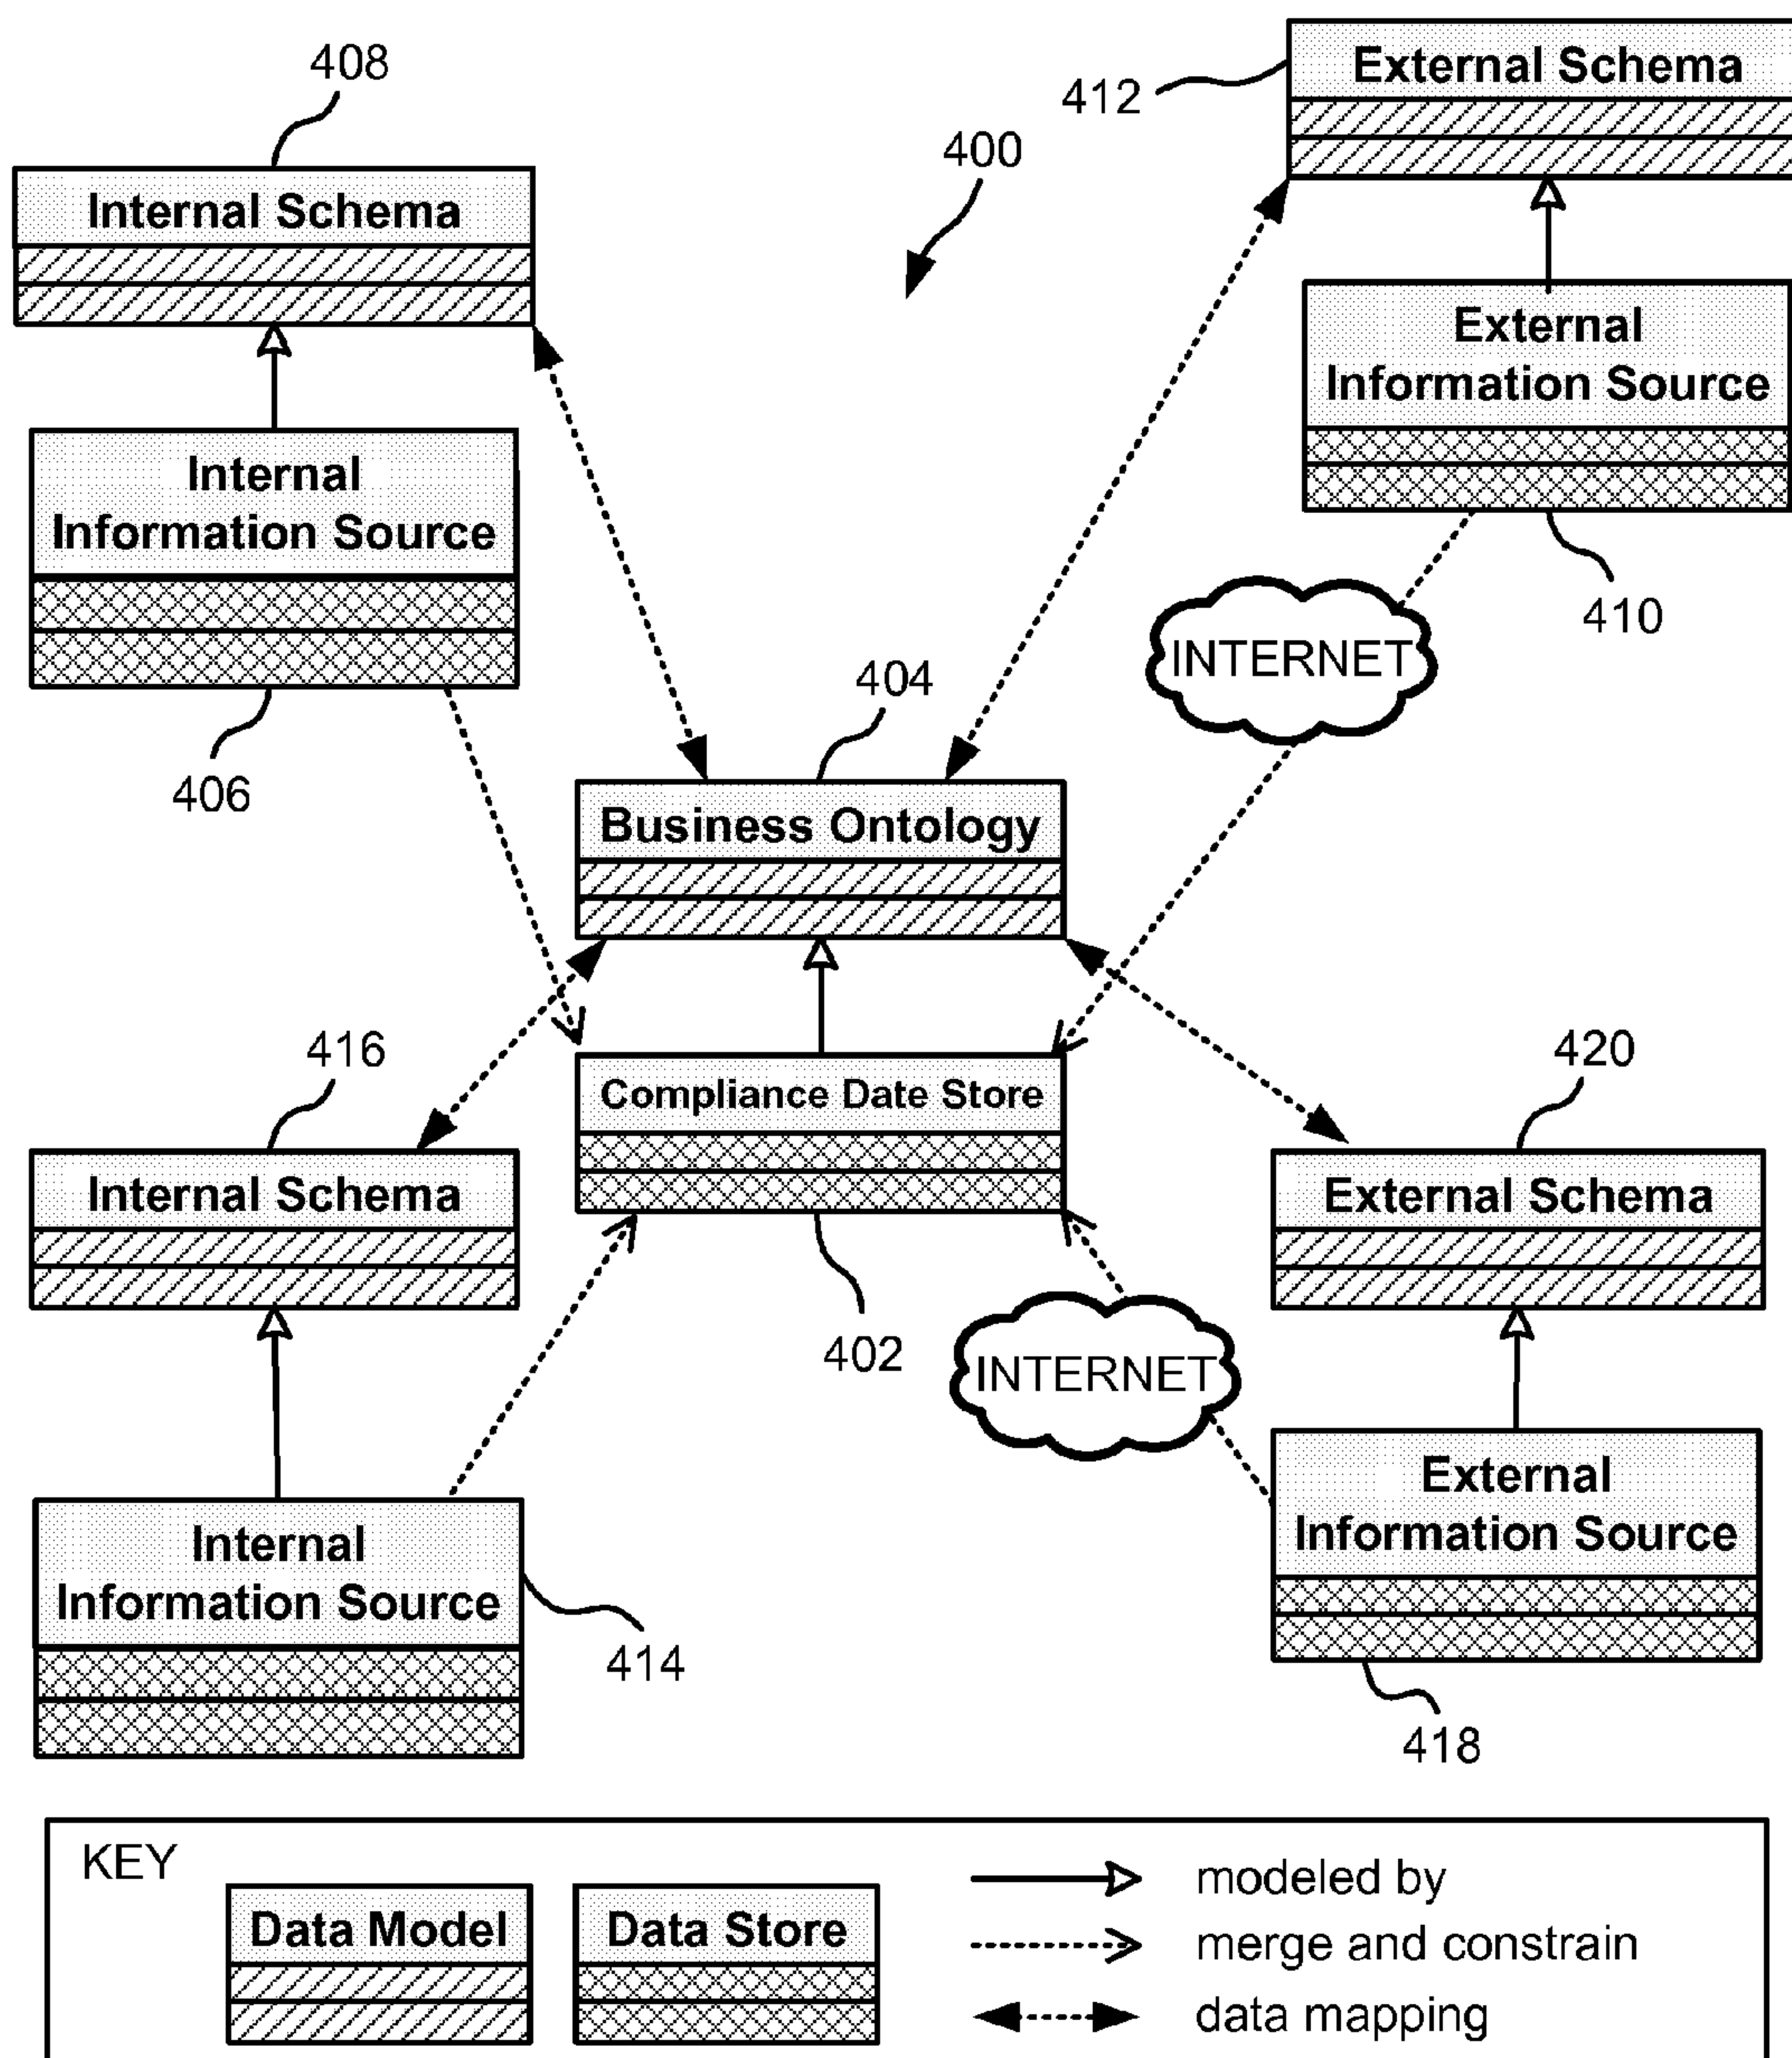 408
412
External Schema
400
Internal Schema
External
Information Source
Internal
Information Source
410
INTERNET
404
406
Business Ontology
416
420
Compliance Date Store
Internal Schema
External Schema
402
INTERNET
External
Information Source
Internal
Information Source
414
418
KEY
Data Model
Data Store
modeled by
merge and constrain
data mapping